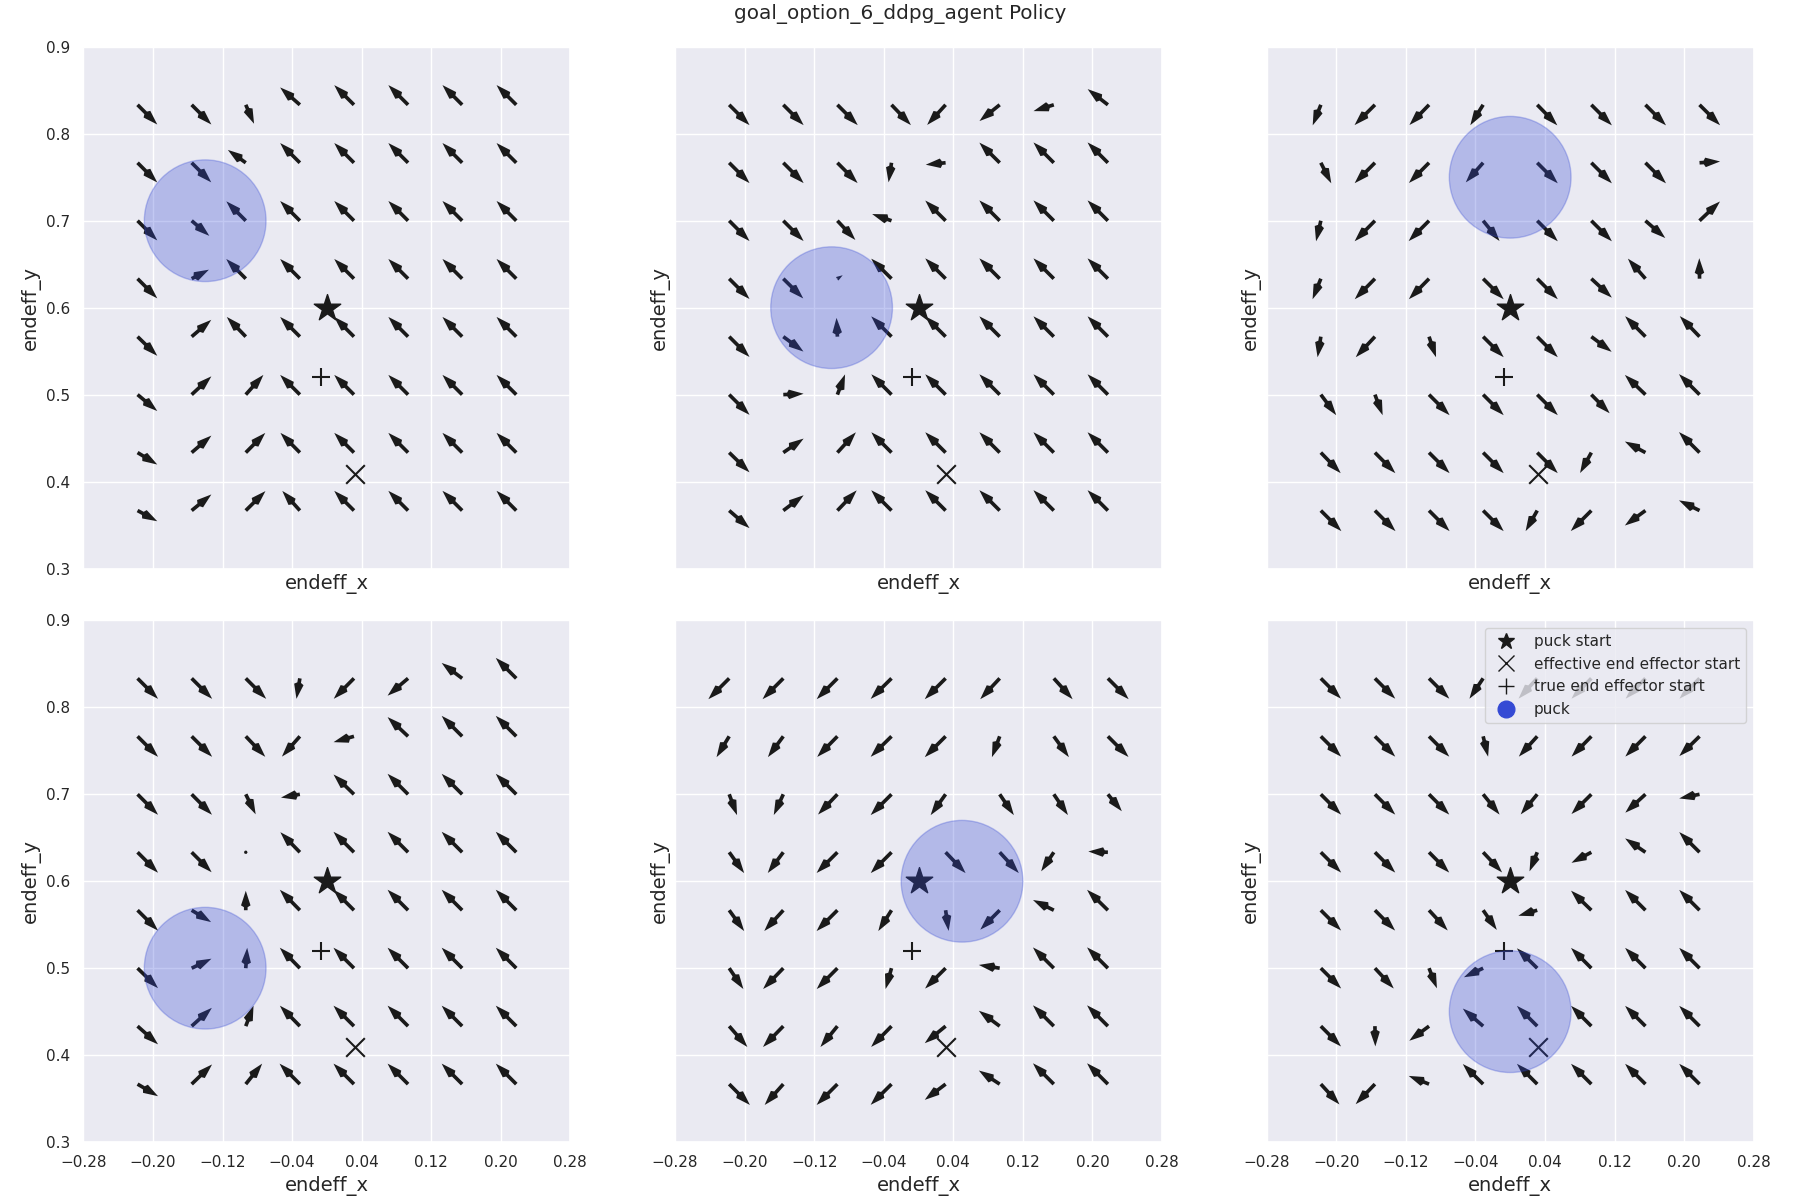 goal_option_6_ddpg_agent Policy
0.9
0.8
0.7
0.6
0.5
0.4
0.3
endeff_y
endeff_x
endeff_y
endeff_x
endeff_y
endeff_x
0.9
0.8
0.7
0.6
0.5
0.4
0.3
endeff_y
−0.28 −0.20 −0.12 −0.04 0.04 0.12 0.20 0.28
endeff_x
endeff_y
−0.28 −0.20 −0.12 −0.04 0.04 0.12 0.20 0.28
endeff_x
puck start
effective end effector start
true end effector start
puck
endeff_y
−0.28 −0.20 −0.12 −0.04 0.04 0.12 0.20 0.28
endeff_x